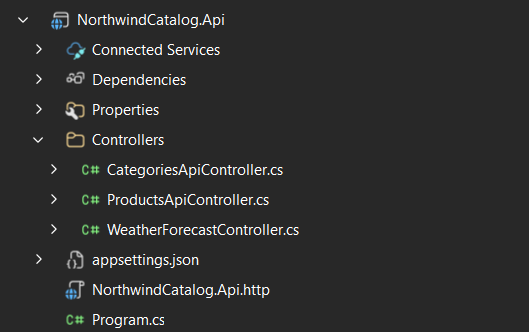 NorthwindCatalog.Api
Connected Services
Dependencies
Properties
Controllers
C# CategoriesApiController.cs
C# ProductsApiController.cs
C# WeatherForecastController.cs
appsettings.json
NorthwindCatalog.Api.http
C# Program.cs